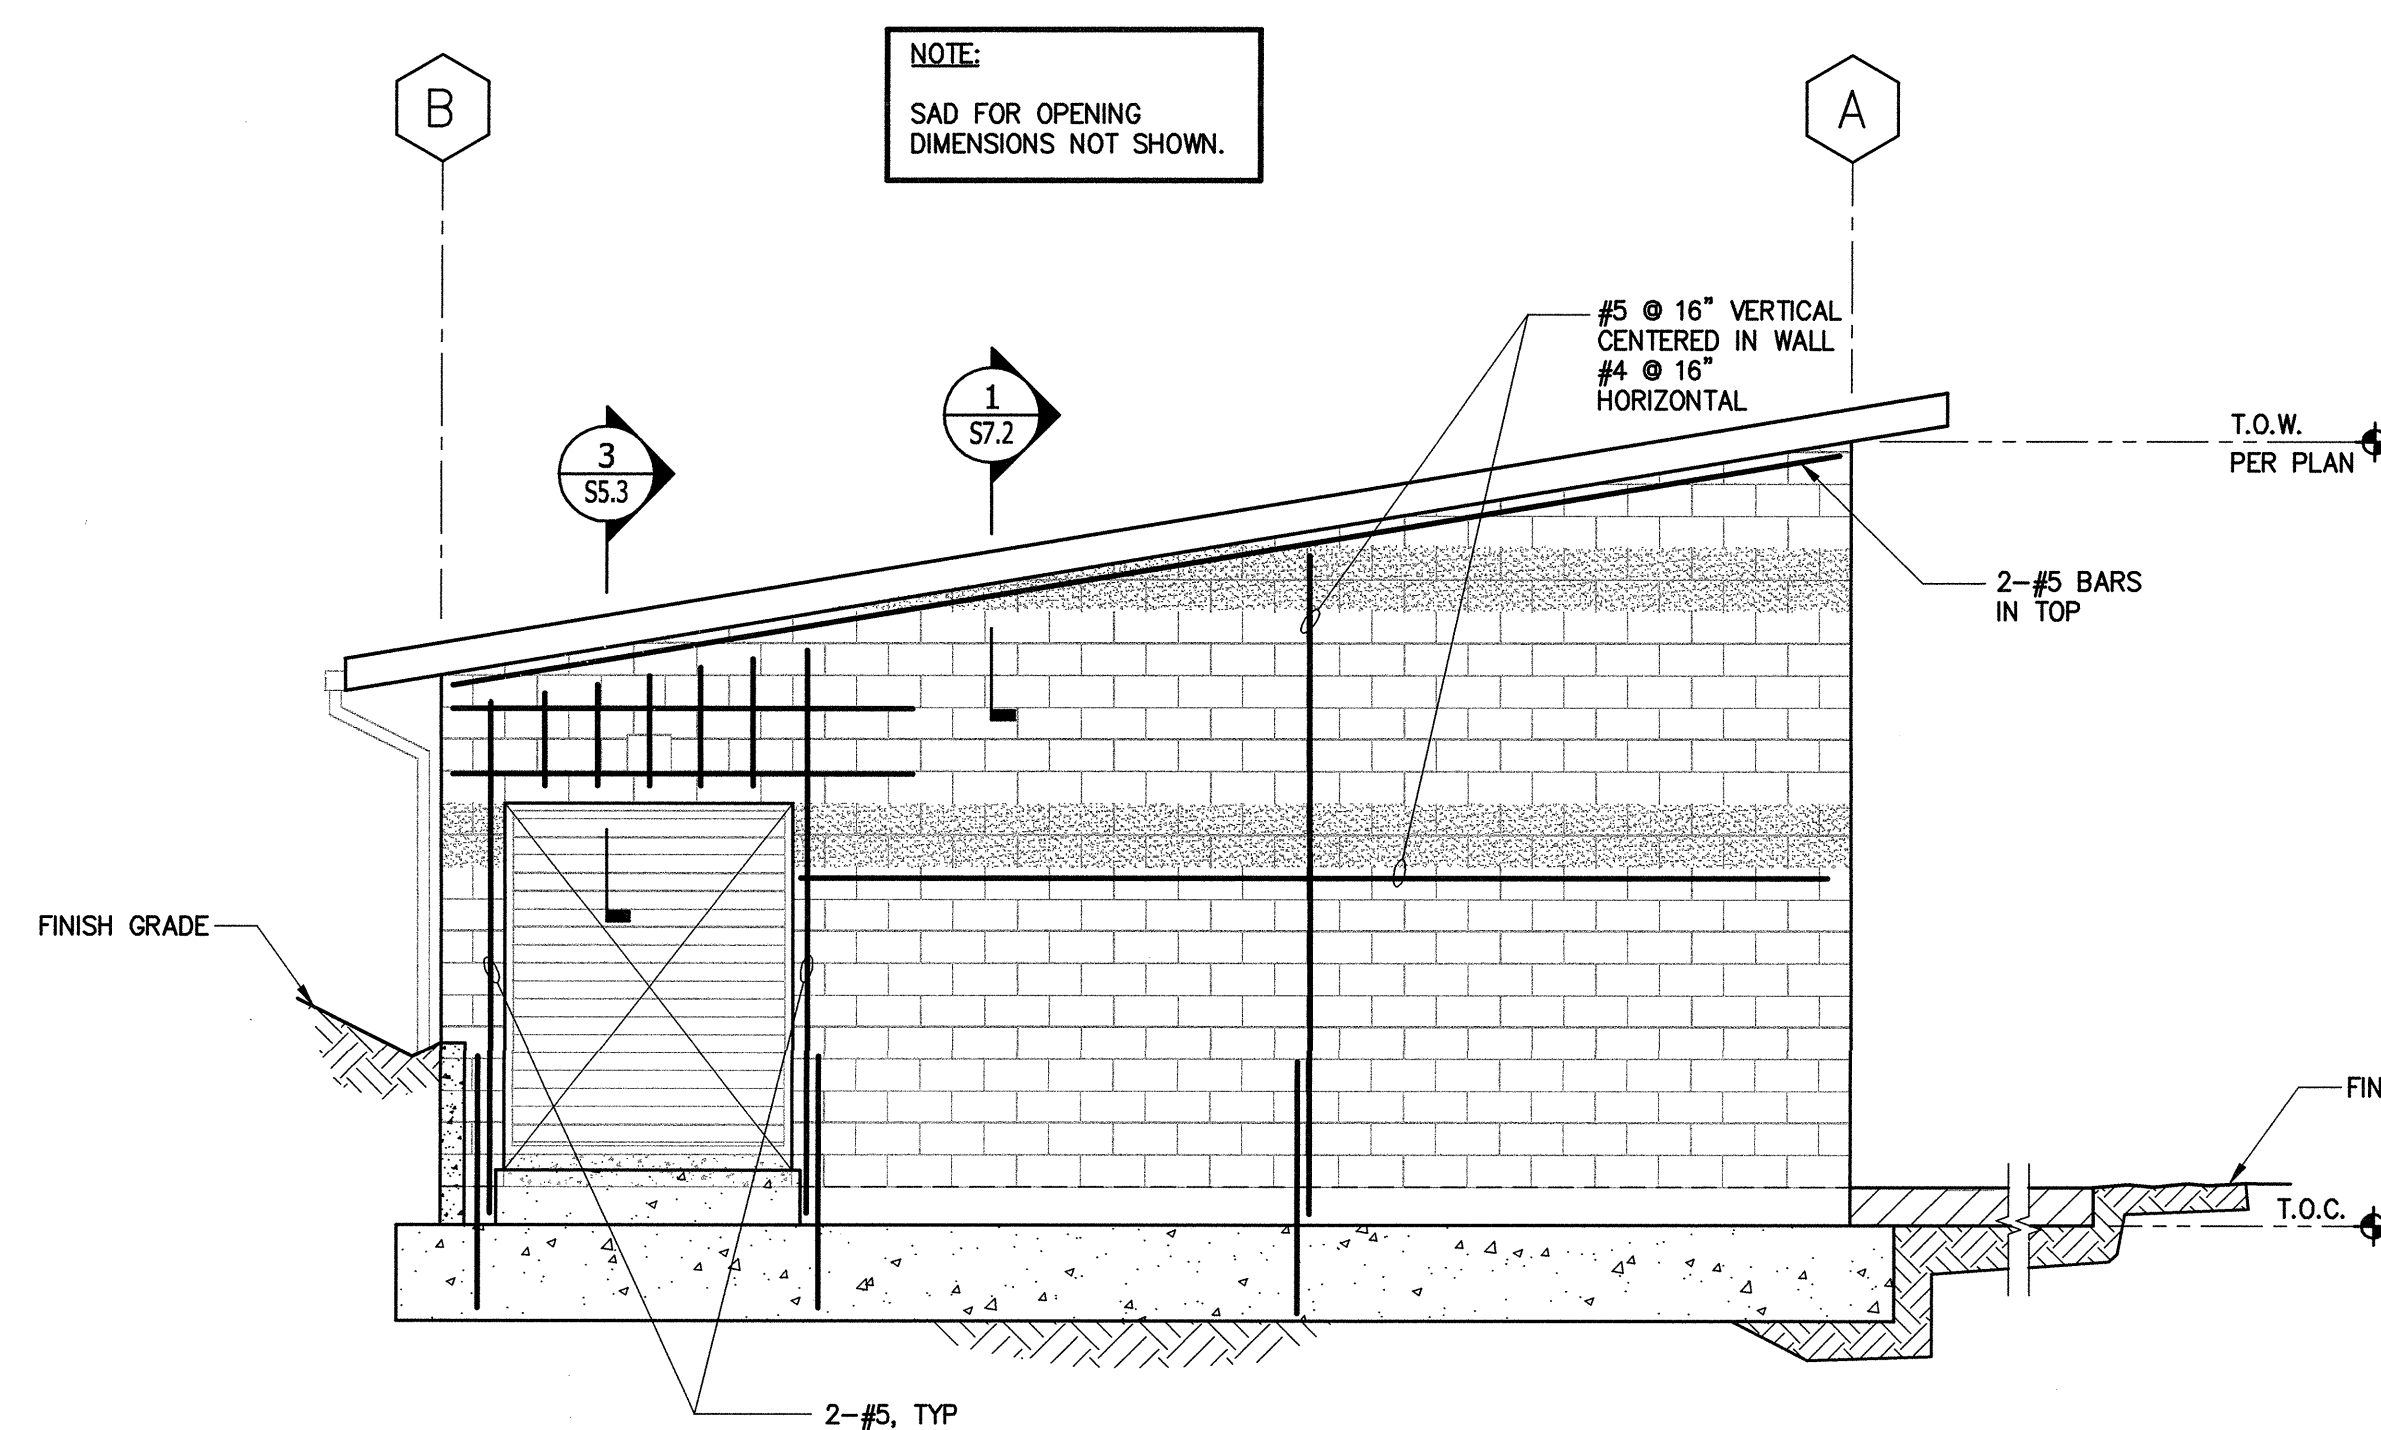 NOTE:
SAD FOR OPENING
DIMENSIONS NOT SHOWN.
B
A
#5 @ 16" VERTICAL
CENTERED IN WALL
#4 @ 16"
HORIZONTAL
1
S7.2
3
S5.3
T.O.W.
PER PLAN
2-#5 BARS
IN TOP
FINISH GRADE
FIN
T.O.C.
2-#5, TYP